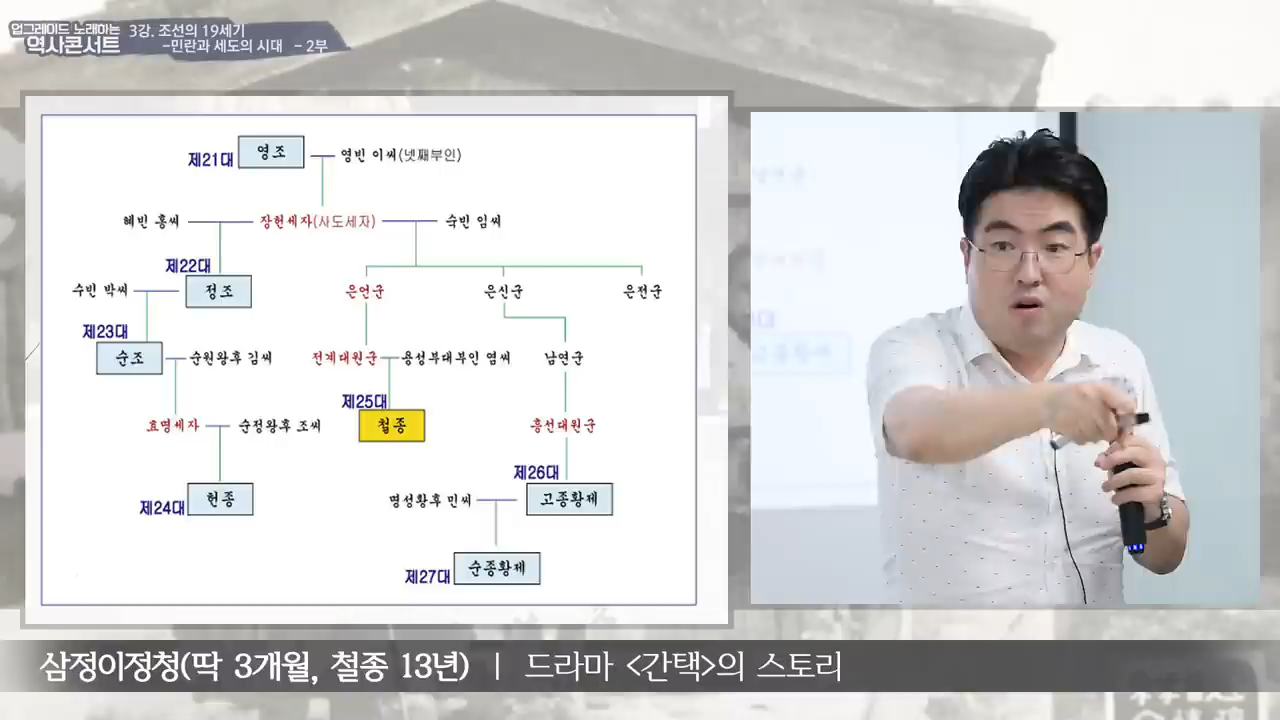 업그레이드 노래하는
역사콘서트
3강. 조선의 19세기
-민란과 세도의 시대 - 2부
제21대 영조 영빈 이씨(넷째부인)
혜빈 홍씨 장헌세자(사도세자) 숙빈 임씨
제22대
수빈 박씨 정조 은언군 은신군 은전군
제23대
순조 순원왕후 김씨 전계대원군 용성부대부인 염씨 남연군
제25대
효명세자 순정왕후 조씨 철종 흥선대원군
제26대
제24대 헌종 명성황후 민씨 고종황제
제27대 순종황제
삼정이정청(딱 3개월, 철종 13년) | 드라마 <간택>의 스토리